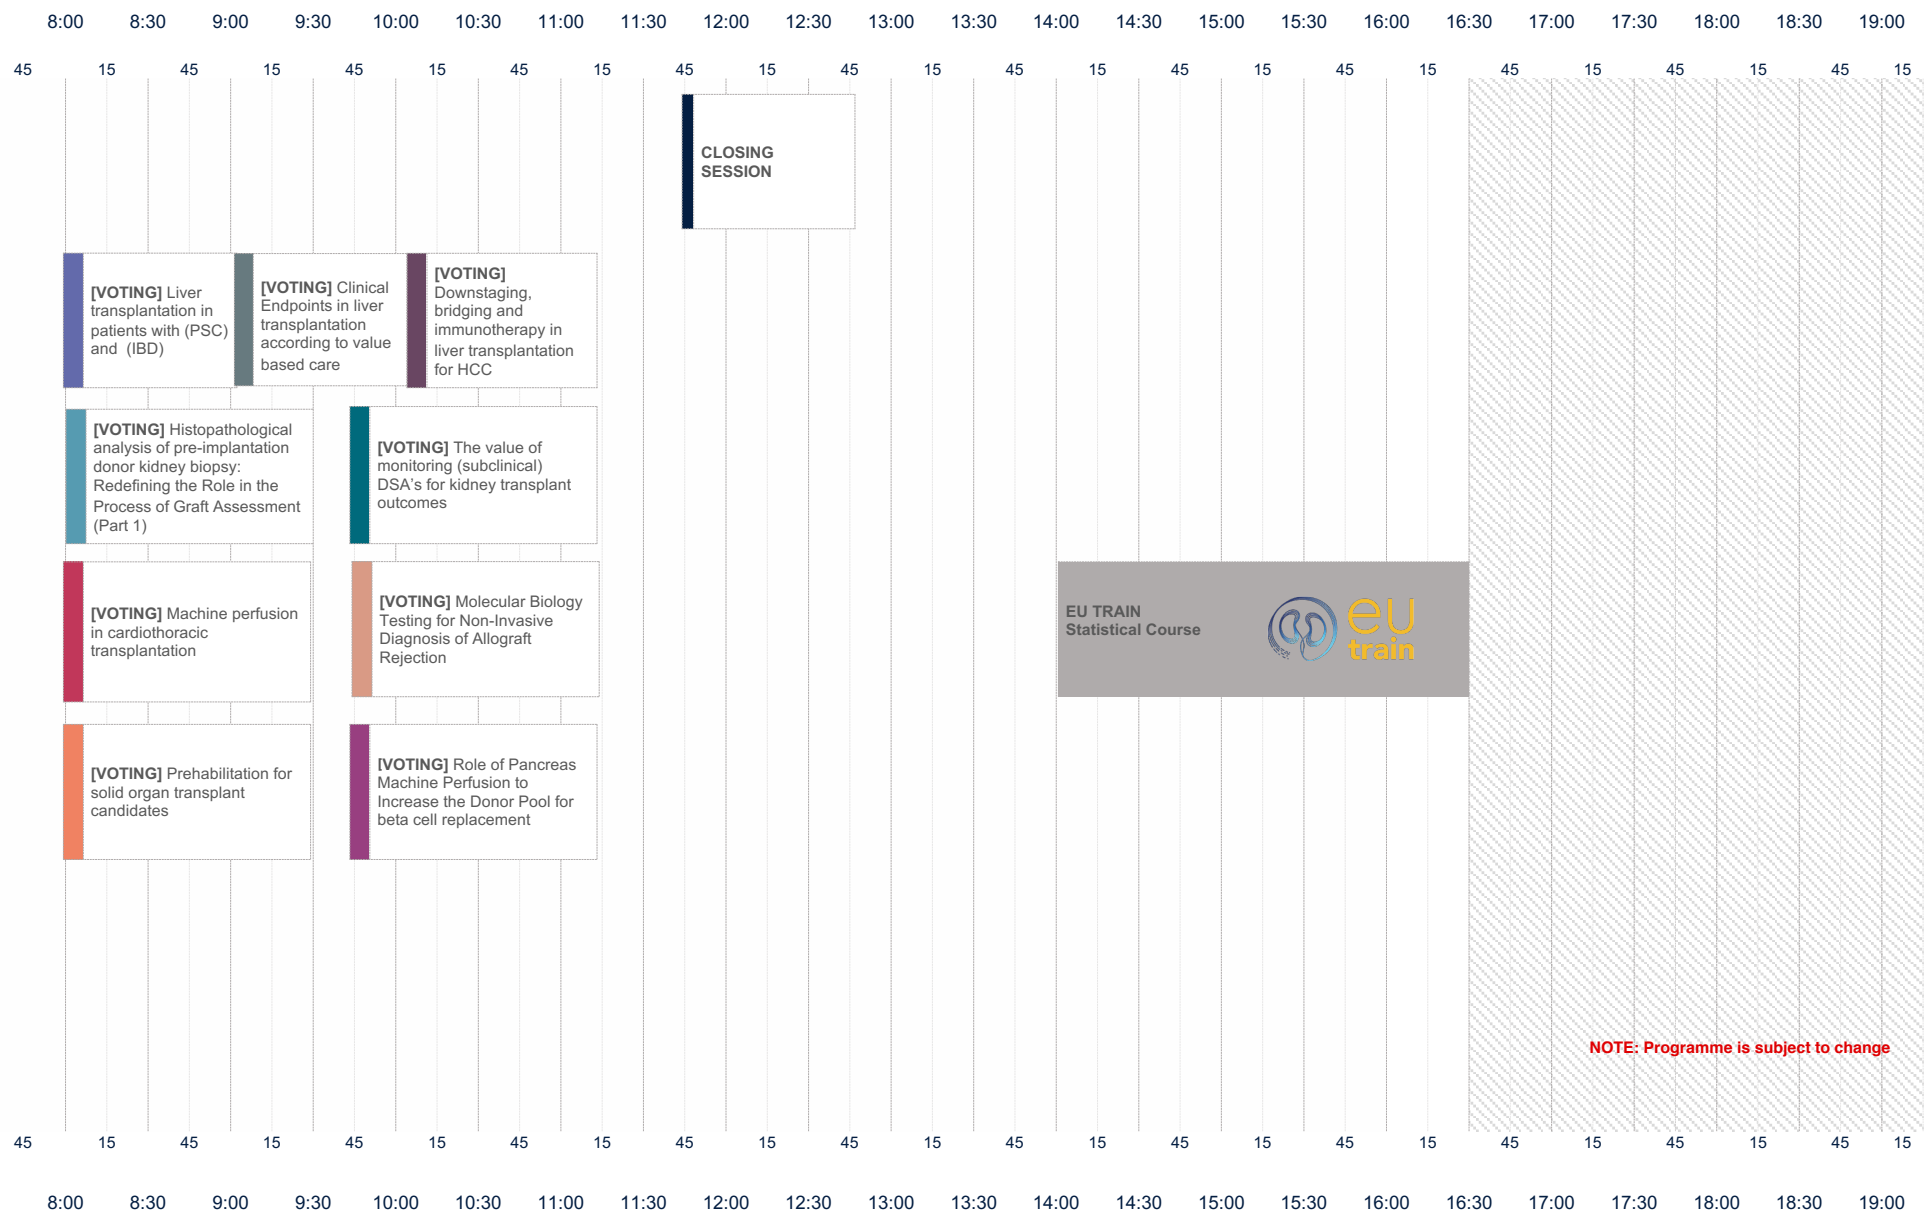 8:00 8:30 9:00 9:30 10:00 10:30 11:00 11:30 12:00 12:30 13:00 13:30 14:00 14:30 15:00 15:30 16:00 16:30 17:00 17:30 18:00 18:30 19:00
45 15 45 15 45 15 45 15 45 15 45 15 45 15 45 15 45 15 45 15 45 15 45 15
CLOSING
SESSION
[VOTING] Liver
transplantation in
patients with (PSC)
and (IBD)
[VOTING] Clinical
Endpoints in liver
transplantation
according to value
based care
[VOTING]
Downstaging,
bridging and
immunotherapy in
liver transplantation
for HCC
[VOTING] Histopathological
analysis of pre-implantation
donor kidney biopsy:
Redefining the Role in the
Process of Graft Assessment
(Part 1)
[VOTING] The value of
monitoring (subclinical)
DSA's for kidney transplant
outcomes
[VOTING] Machine perfusion
in cardiothoracic
transplantation
[VOTING] Molecular Biology
Testing for Non-Invasive
Diagnosis of Allograft
Rejection
EU TRAIN
Statistical Course
eu
train
[VOTING] Prehabilitation for
solid organ transplant
candidates
[VOTING] Role of Pancreas
Machine Perfusion to
Increase the Donor Pool for
beta cell replacement
NOTE: Programme is subject to change
45 15 45 15 45 15 45 15 45 15 45 15 45 15 45 15 45 15 45 15 45 15 45 15
8:00 8:30 9:00 9:30 10:00 10:30 11:00 11:30 12:00 12:30 13:00 13:30 14:00 14:30 15:00 15:30 16:00 16:30 17:00 17:30 18:00 18:30 19:00